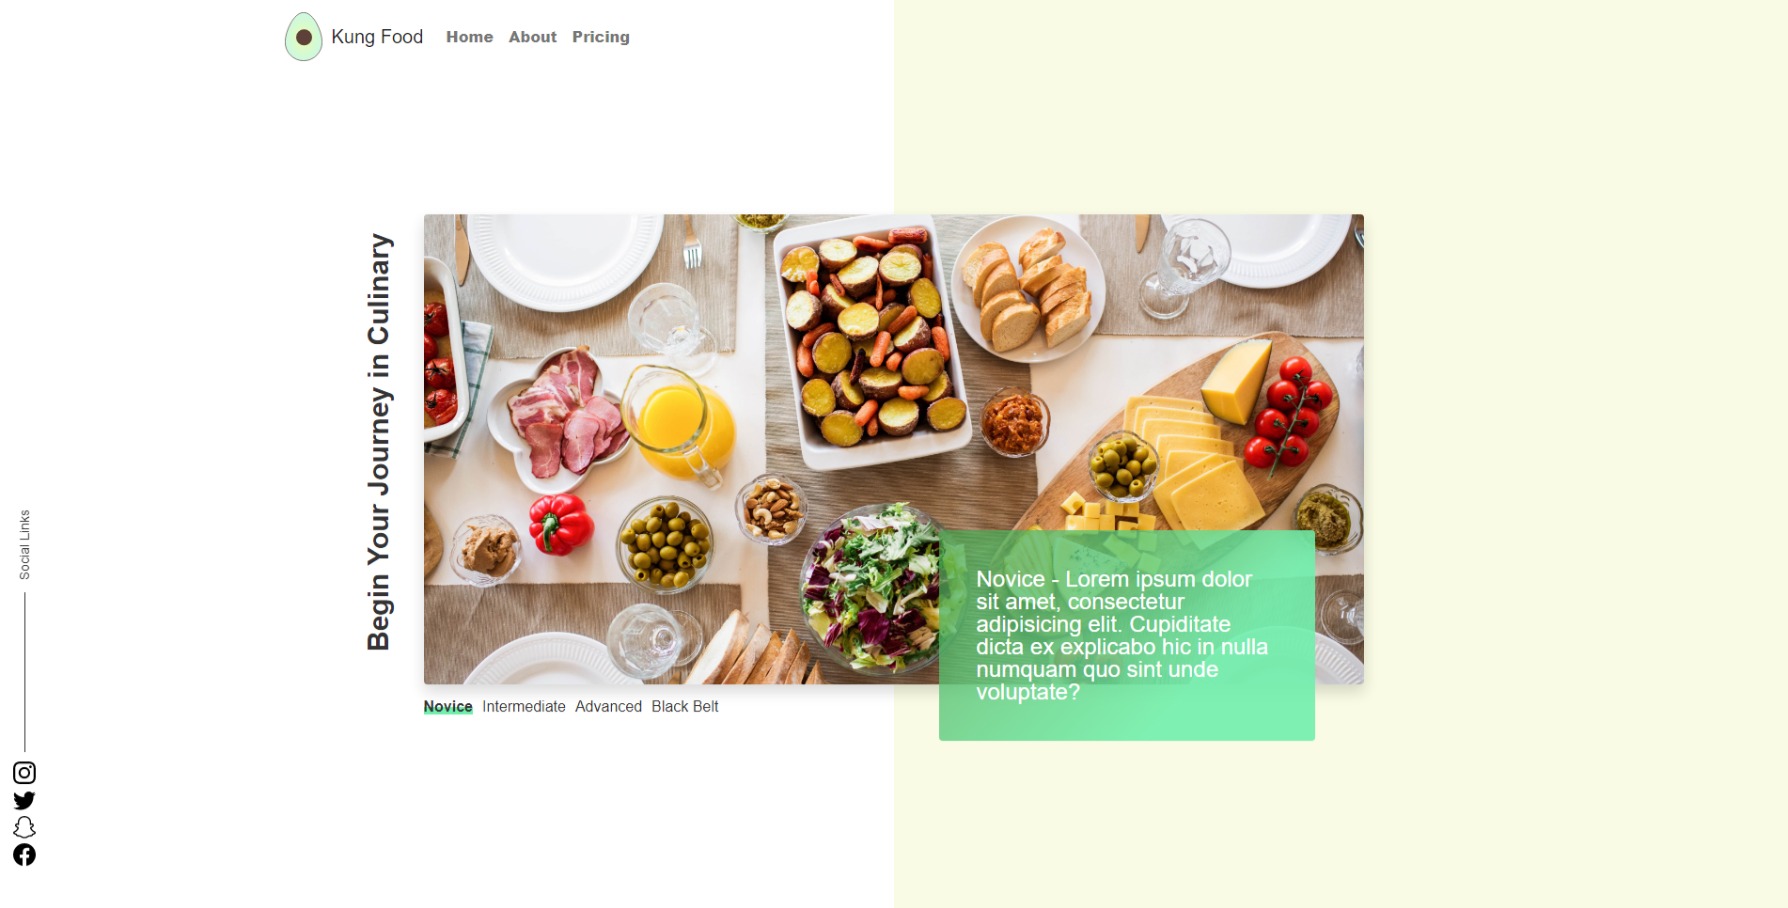 Kung Food
Home About Pricing
Begin Your Journey in Culinary
Novice - Lorem ipsum dolor
sit amet, consectetur
adipisicing elit. Cupiditate
dicta ex explicabo hic in nulla
numquam quo sint unde
voluptate?
Novice Intermediate Advanced Black Belt
Social Links